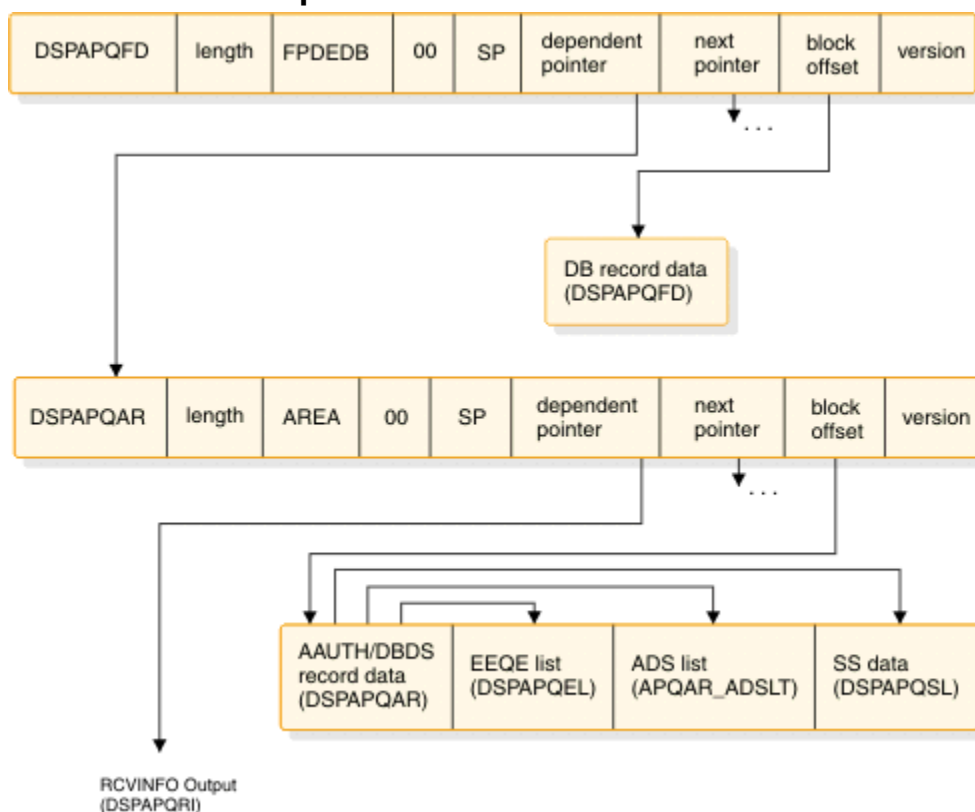 DSPAPQFD length FPDEDB 00 SP dependent pointer next pointer block offset version
. . .
DB record data
(DSPAPQFD)
DSPAPQAR length AREA 00 SP dependent pointer next pointer block offset version
. . .
AAUTH/DBDS
record data
(DSPAPQAR)
EEQE list
(DSPAPQEL)
ADS list
(APQAR_ADSLT)
SS data
(DSPAPQSL)
RCVINFO Output
(DSPAPQRI)